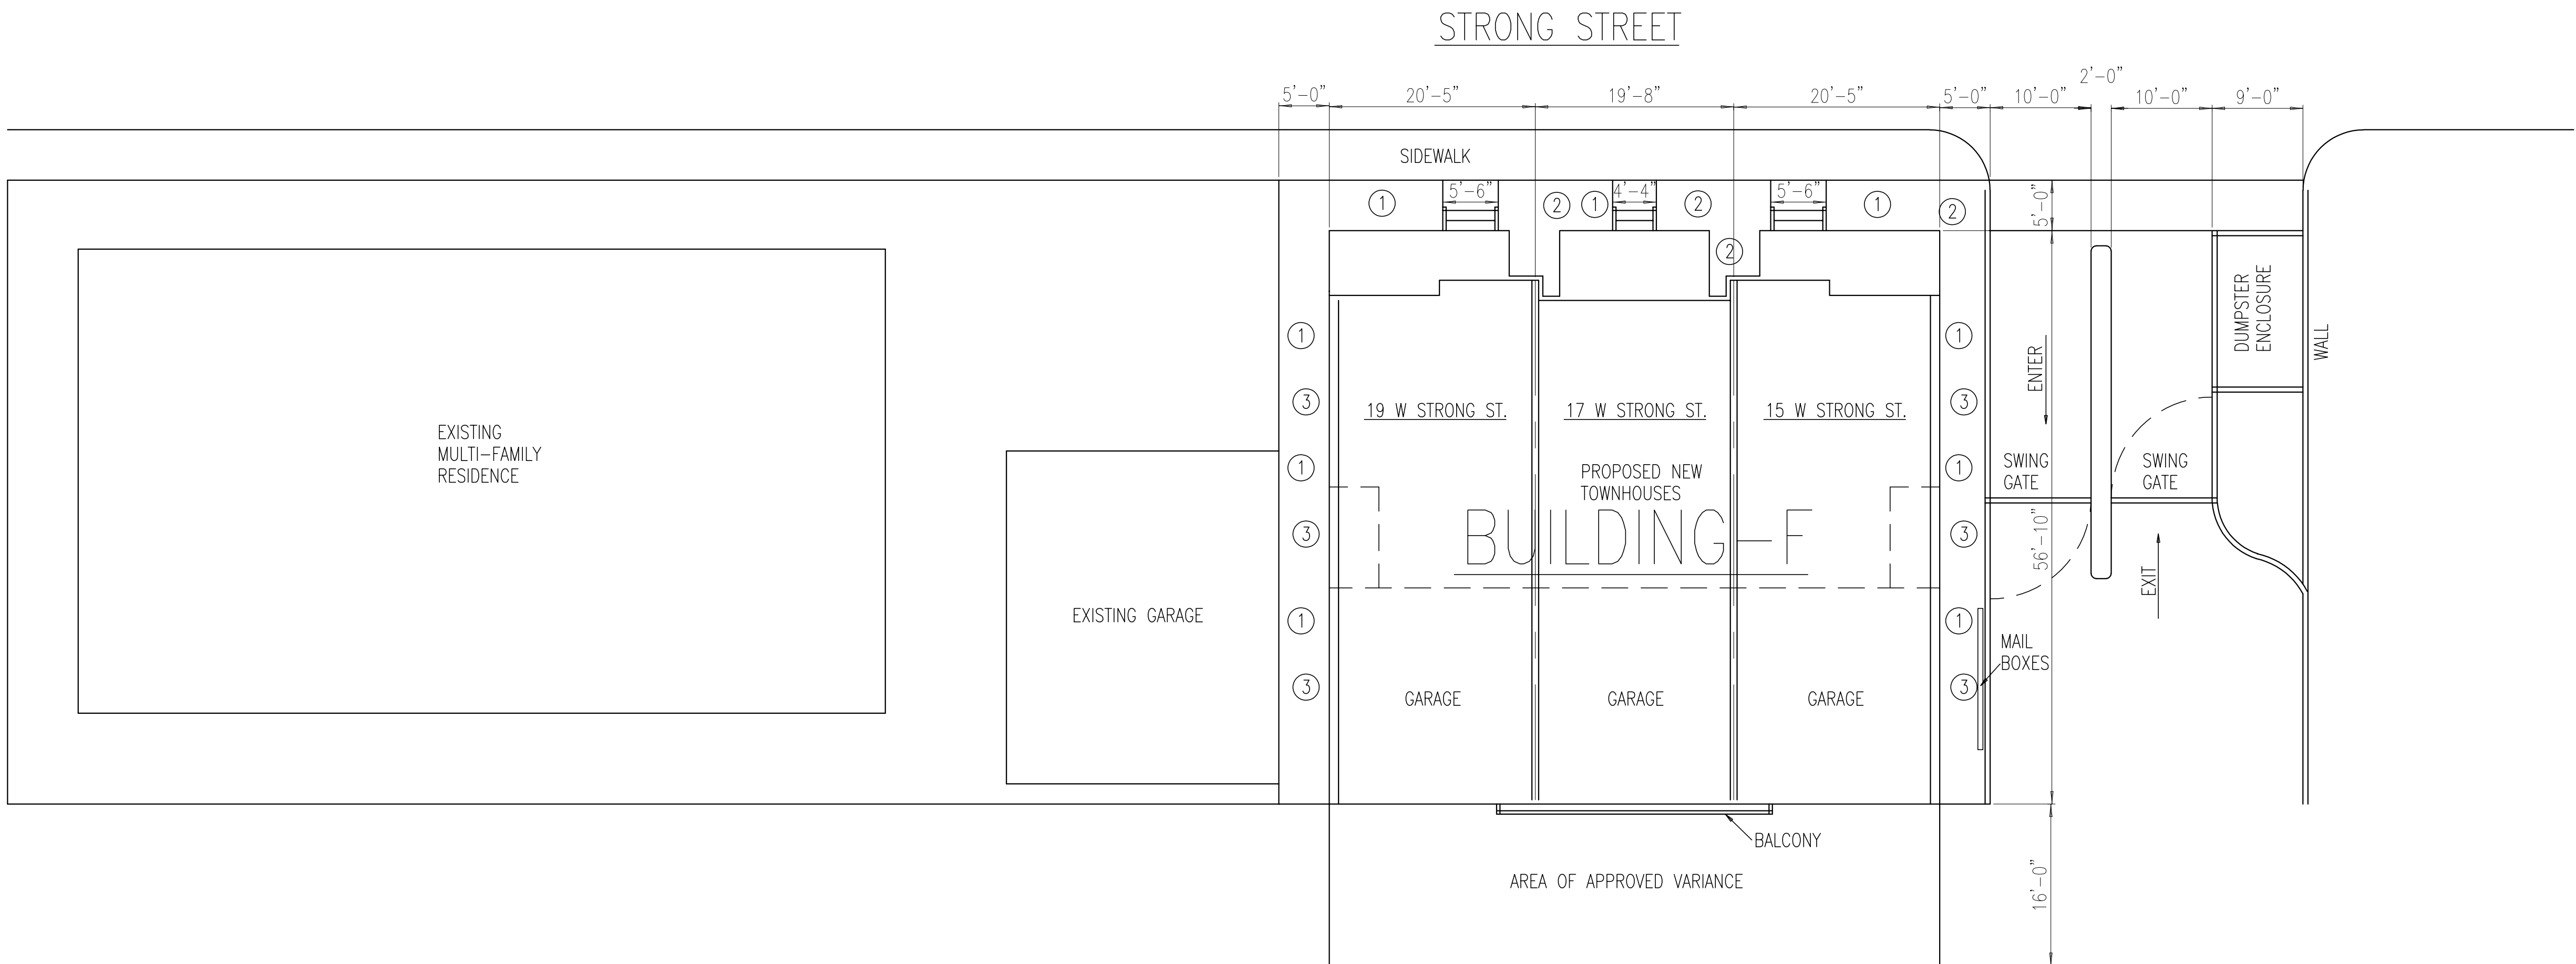 STRONG STREET
2'-0"
5'-0"
20'-5"
19'-8"
20'-5"
5'-0"
10'-0"
10'-0"
9'-0"
SIDEWALK
5'-6"
4'-4"
5'-6"
1
2
1
2
1
2
5'-0"
2
DUMPSTER
ENCLOSURE
WALL
1
1
ENTER
3
3
19 W STRONG ST.
17 W STRONG ST.
15 W STRONG ST.
EXISTING
MULTI-FAMILY
RESIDENCE
1
PROPOSED NEW
TOWNHOUSES
1
SWING
GATE
SWING
GATE
3
BUILDING-F
3
56'-10"
EXIT
EXISTING GARAGE
1
1
MAIL
BOXES
3
3
GARAGE
GARAGE
GARAGE
BALCONY
AREA OF APPROVED VARIANCE
16'-0"